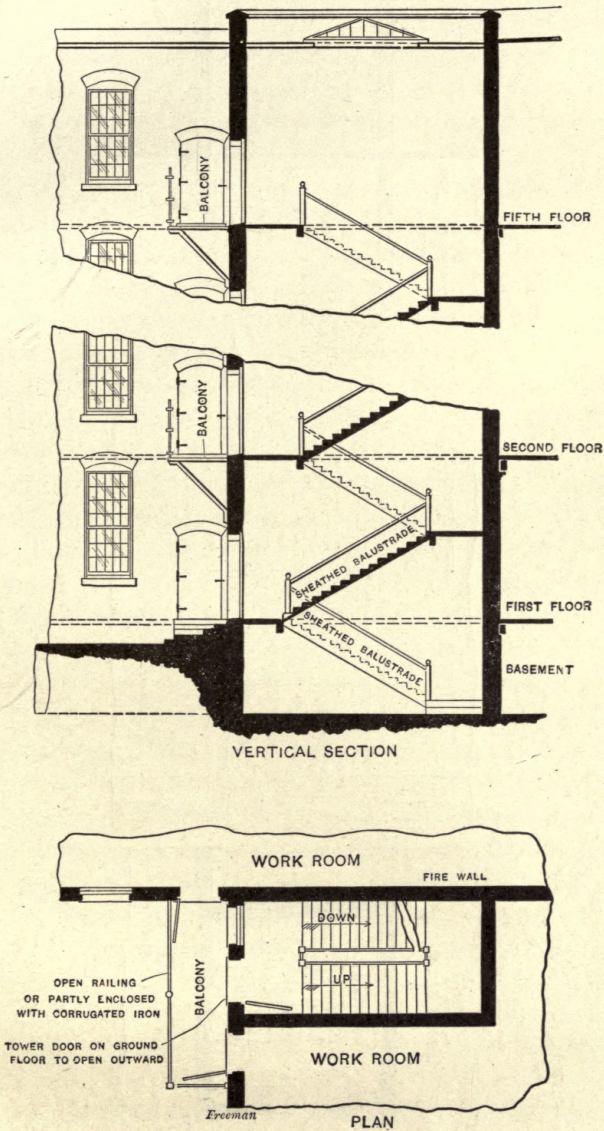 BALCONY
FIFTH FLOOR
BALCONY
SECOND FLOOR
SHEATHED BALUSTRADE
FIRST FLOOR
SHEATHED BALUSTRADE
BASEMENT
VERTICAL SECTION
WORK ROOM
FIRE WALL
DOWN
BALCONY
UP
OPEN RAILING
OR PARTLY ENCLOSED
WITH CORRUGATED IRON
TOWER DOOR ON GROUND
FLOOR TO OPEN OUTWARD
WORK ROOM
Freeman
PLAN